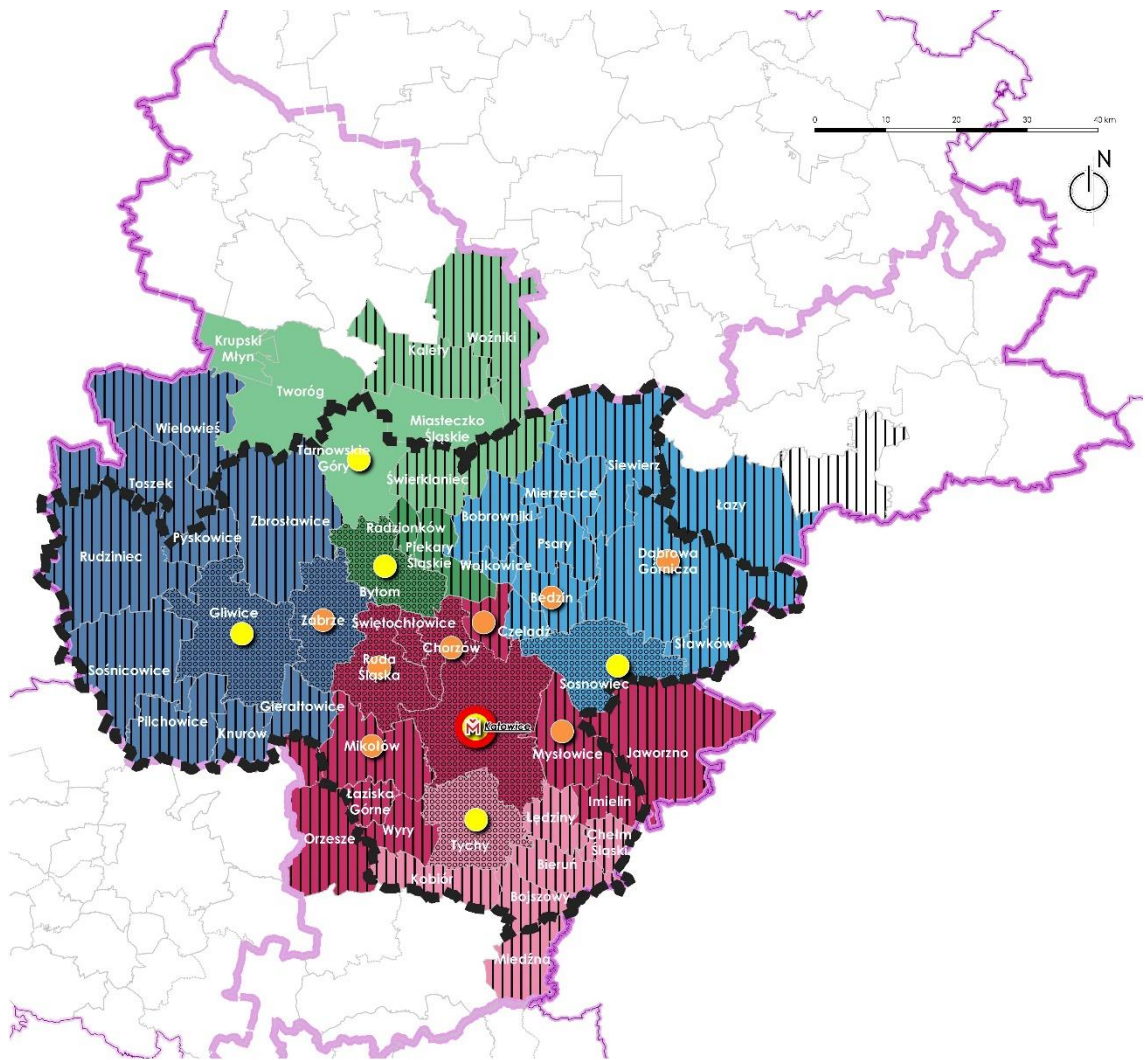 0 10 20 30 40 km
N
Krupski
Młyn
Tworóg
Kalety
Woźniki
Miasteczko
Śląskie
Wielowieś
Tarnowskie
Góry
Świerklaniec
Siewierz
Toszek
Mierzęcice
Łazy
Zbrosławice
Bobrowniki
Radzionków
Pyskowice
Psary
Rudziniec
Piekary
Śląskie
Wojkowice
Dąbrowa
Górnicza
Bytom
Będzin
Gliwice
Zabrze
Świętochłowice
Czeladź
Chorzów
Sławków
Ruda
Śląska
Sośnicowice
Sosnowiec
Gierałtowice
Pilchowice
Knurów
Katowice
Mikołów
Mysłowice
Jaworzno
Łaziska
Górne
Imielin
Lędziny
Wyry
Orzesze
Chełm
Śląski
Tychy
Bieruń
Kobiór
Bojszowy
Miedźna